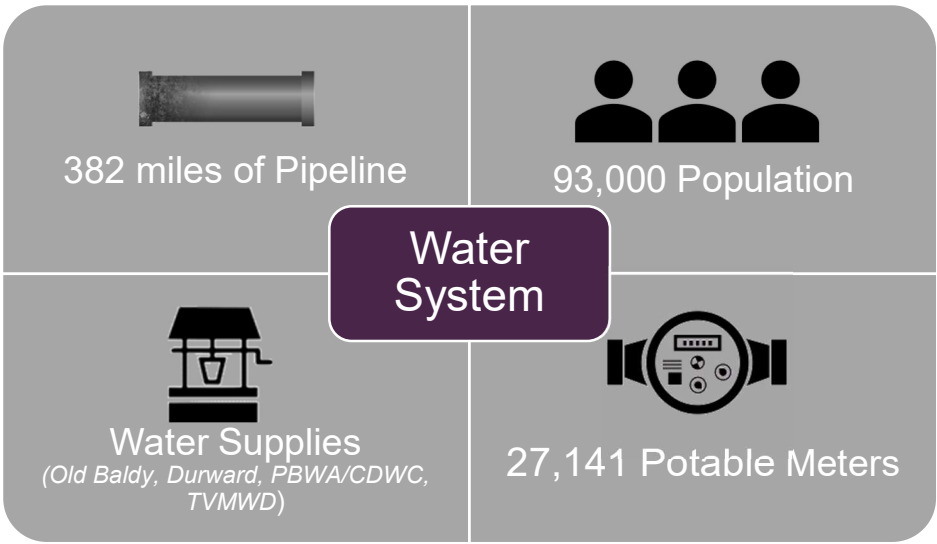 382 miles of Pipeline
93,000 Population
Water
System
Water Supplies
(Old Baldy, Durward, PBWA/CDWC,
TVMWD)
27,141 Potable Meters